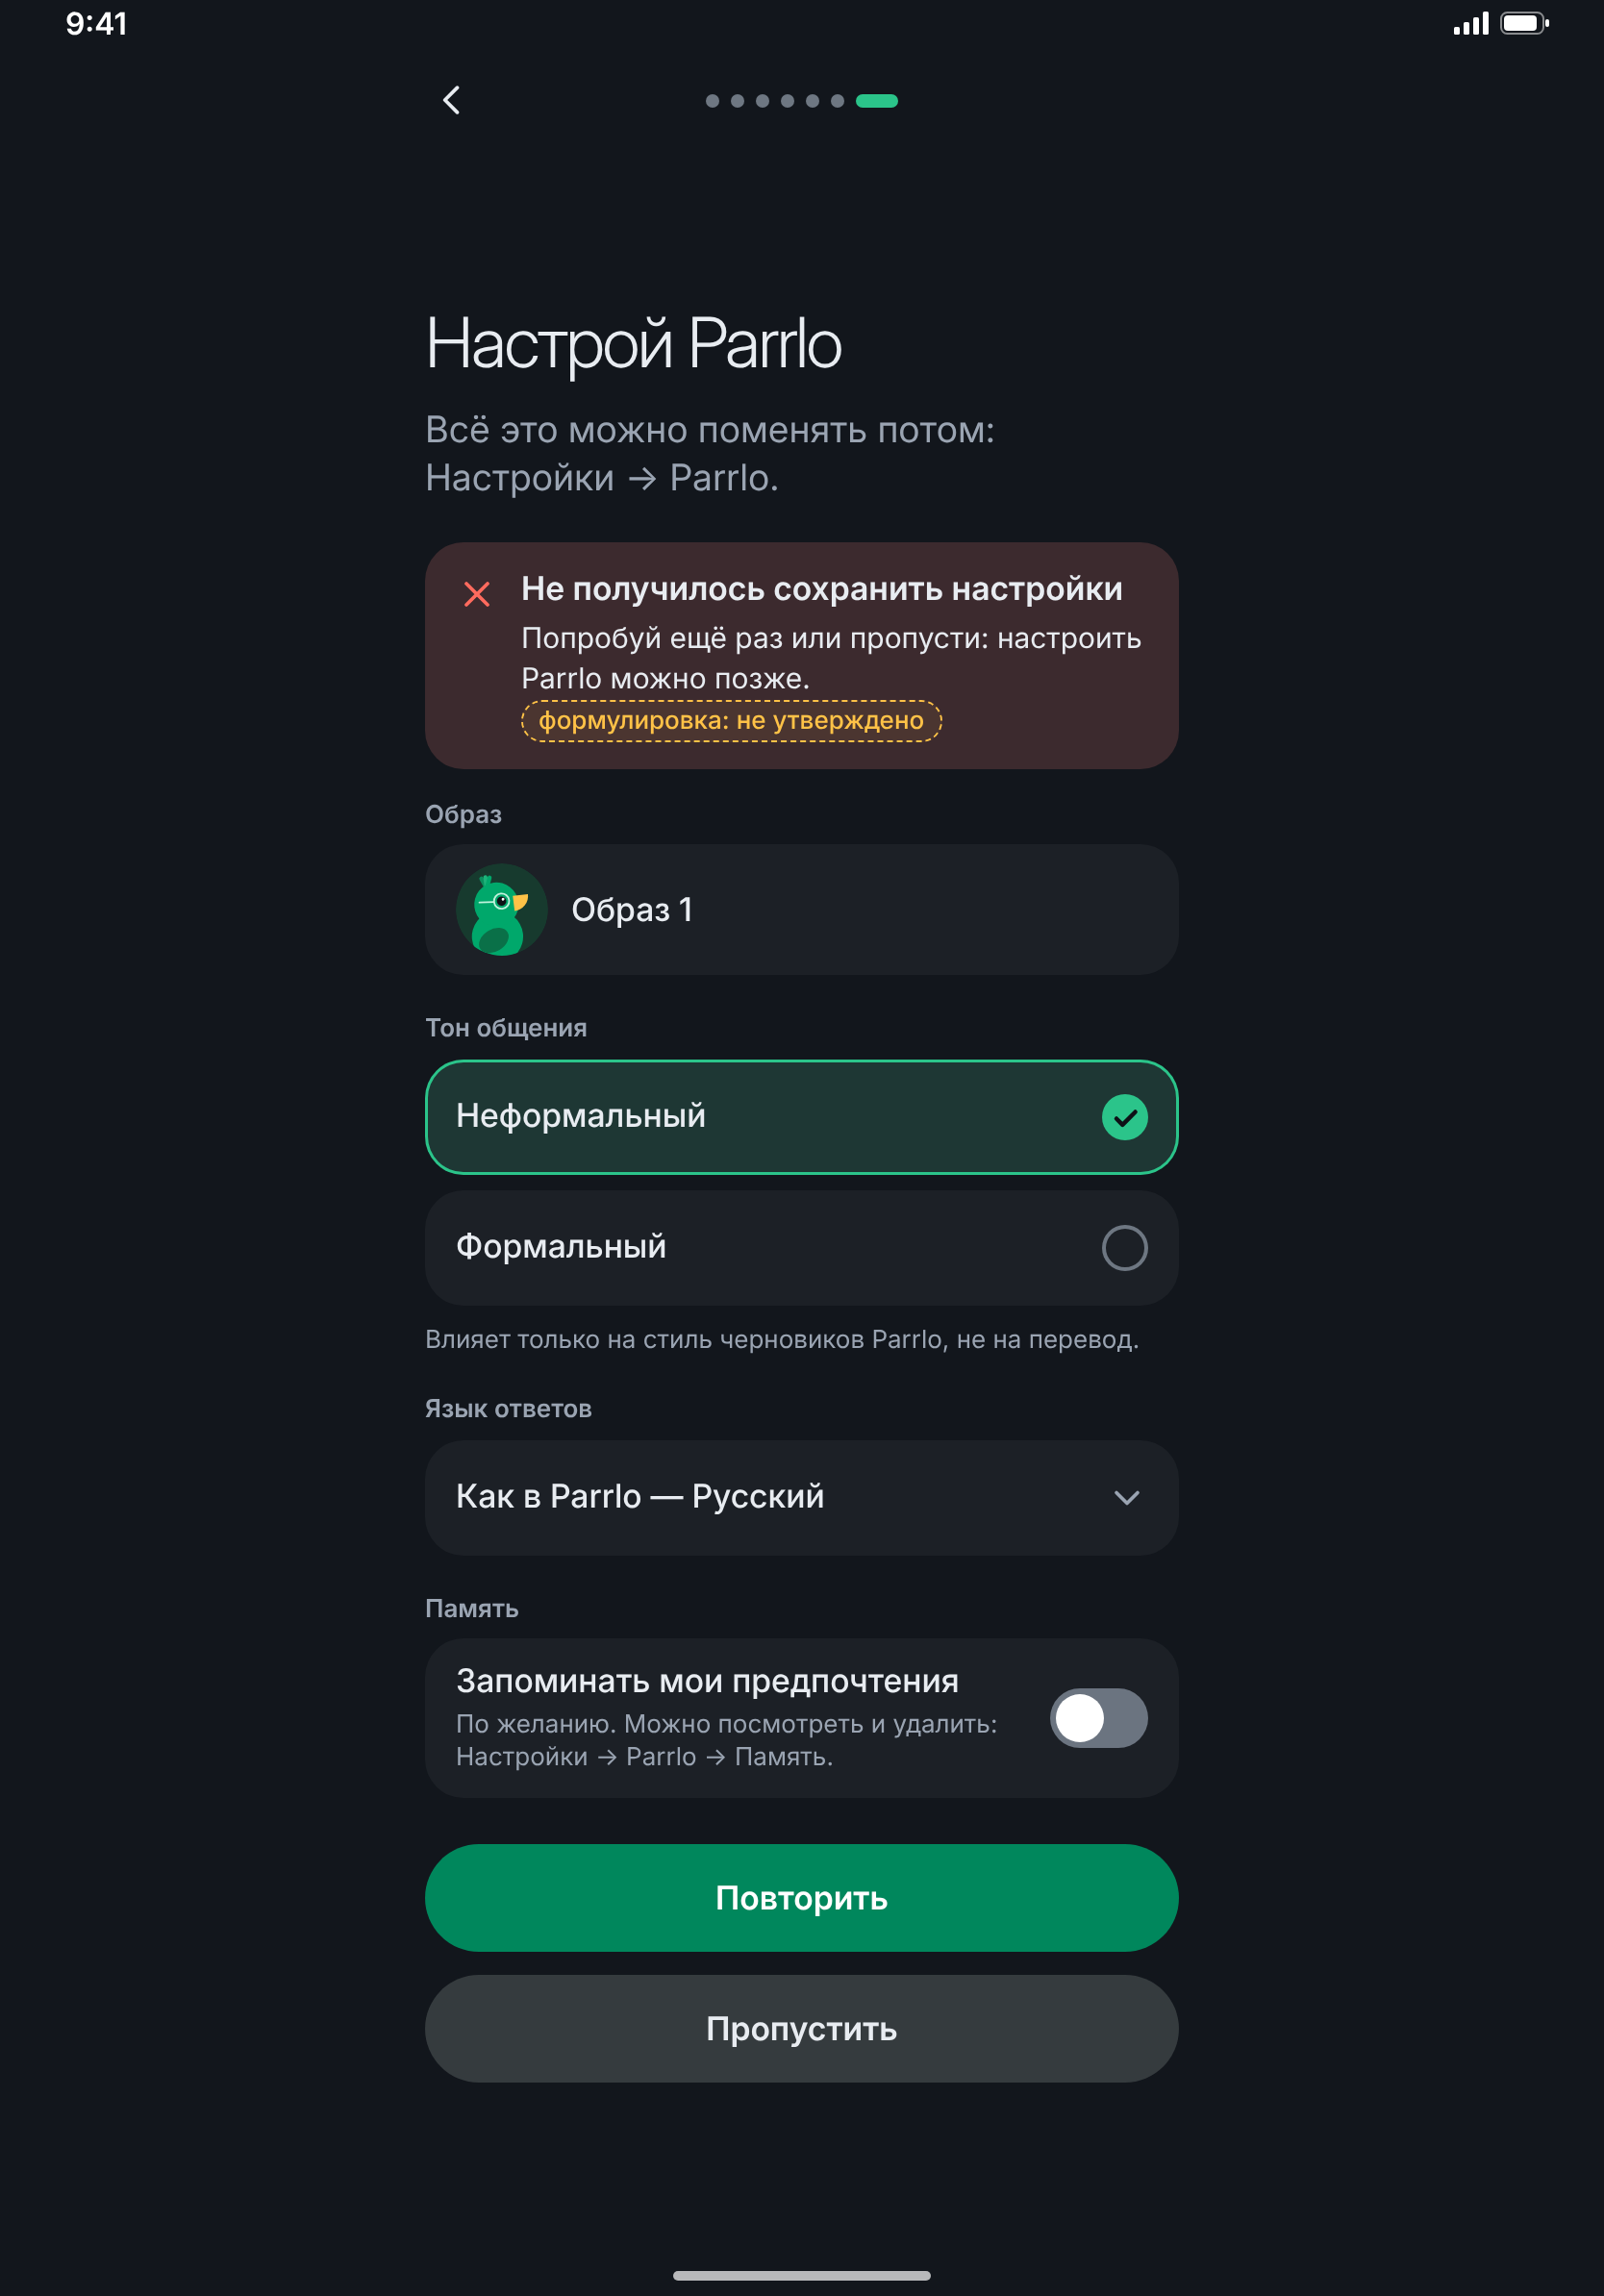 9:41
Настрой Parrlo
Всё это можно поменять потом:
Настройки → Parrlo.
Не получилось сохранить настройки
Попробуй ещё раз или пропусти: настроить
Parrlo можно позже.
формулировка: не утверждено
Образ
Образ 1
Тон общения
Неформальный
Формальный
Влияет только на стиль черновиков Parrlo, не на перевод.
Язык ответов
Как в Parrlo — Русский
Память
Запоминать мои предпочтения
По желанию. Можно посмотреть и удалить:
Настройки → Parrlo → Память.
Повторить
Пропустить